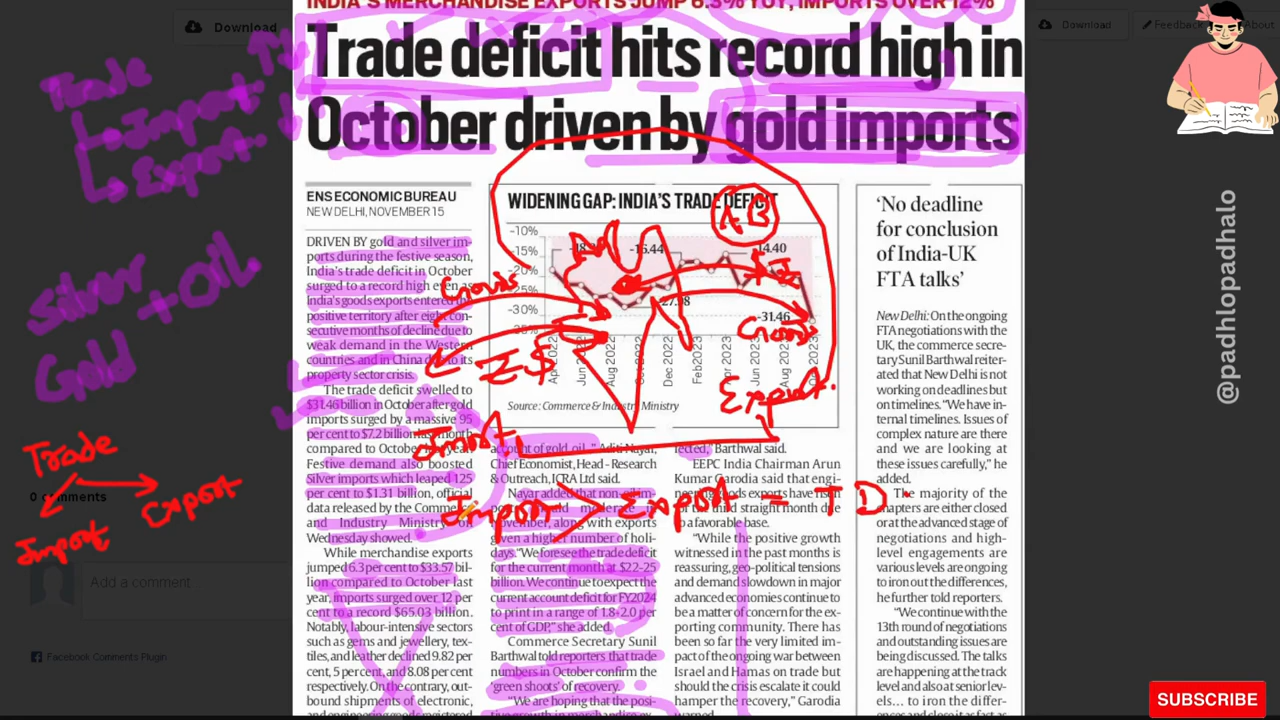 INDIA'S MERCHANDISE EXPORTS JUMP 6.3% YOY, IMPORTS OVER 12%
Trade deficit hits record high in
October driven by gold imports
Download
Download
Feedback
About
Trade
Import
Export
Silver
Gold + oil
Trade
Import
Export
0 comments
Add a comment
Facebook Comments Plugin
ENS ECONOMIC BUREAU
NEW DELHI, NOVEMBER 15
DRIVEN BY gold and silver im-
ports during the festive season,
India's trade deficit in October
surged to a record high even as
India's goods exports entered the
positive territory after eight con-
secutive months of decline due to
weak demand in the Western
countries and in China due to its
property sector crisis.
The trade deficit swelled to
$31.46 billion in October after gold
imports surged by a massive 95
per cent to $7.2 billion last month
compared to October last year.
Festive demand also boosted
Silver imports which leaped 125
per cent to $1.31 billion, official
data released by the Commerce
and Industry Ministry on
Wednesday showed.
While merchandise exports
jumped 6.3 per cent to $33.57 bil-
lion compared to October last
year, imports surged over 12 per
cent to a record $65.03 billion.
Notably, labour-intensive sectors
such as gems and jewellery, tex-
tiles, and leather declined 9.82 per
cent, 5 per cent, and 8.08 per cent
respectively. On the contrary, out-
bound shipments of electronic,
WIDENING GAP: INDIA'S TRADE DEFICIT
-10%
-15%
-20%
-25%
-30%
-35%
-16.44
-14.40
-27.98
-31.46
Apr 2022
Jun 2022
Aug 2022
Oct 2022
Dec 2022
Feb 2023
Apr 2023
Jun 2023
Aug 2023
Oct 2023
Source: Commerce & Industry Ministry
A B
Goods
Goods
₹ $
Import
Export
Import > Export = T D
account of gold, oil," Aditi Nayar,
Chief Economist, Head - Research
& Outreach, ICRA Ltd said.
Nayar added that non-oil im-
ports would moderate in
November, along with exports
given a higher number of holi-
days. "We foresee the trade deficit
for the current month at $22-25
billion. We continue to expect the
current account deficit for FY2024
to print in a range of 1.8-2.0 per
cent of GDP," she added.
Commerce Secretary Sunil
Barthwal told reporters that trade
numbers in October confirm the
'green shoots' of recovery.
"We are hoping that the posi-
flected," Barthwal said.
EEPC India Chairman Arun
Kumar Garodia said that engi-
neering goods exports have risen
for the third straight month due
to a favorable base.
"While the positive growth
witnessed in the past months is
reassuring, geo-political tensions
and demand slowdown in major
advanced economies continue to
be a matter of concern for the ex-
porting community. There has
been so far the very limited im-
pact of the ongoing war between
Israel and Hamas on trade but
should the crisis escalate it could
hamper the recovery," Garodia
warned.
'No deadline
for conclusion
of India-UK
FTA talks'
New Delhi: On the ongoing
FTA negotiations with the
UK, the commerce secre-
tary Sunil Barthwal reiter-
ated that New Delhi is not
working on deadlines but
on timelines. "We have in-
ternal timelines. Issues of
complex nature are there
and we are looking at
these issues carefully," he
added.
The majority of the
chapters are either closed
or at the advanced stage of
negotiations and high-
level engagements are
various levels are ongoing
to iron out the differences,
he further told reporters.
"We continue with the
13th round of negotiations
and outstanding issues are
being discussed. The talks
are happening at the track
level and also at senior lev-
els... to iron the differ-
ences and close it as fast as
@padhlopadhalo
SUBSCRIBE